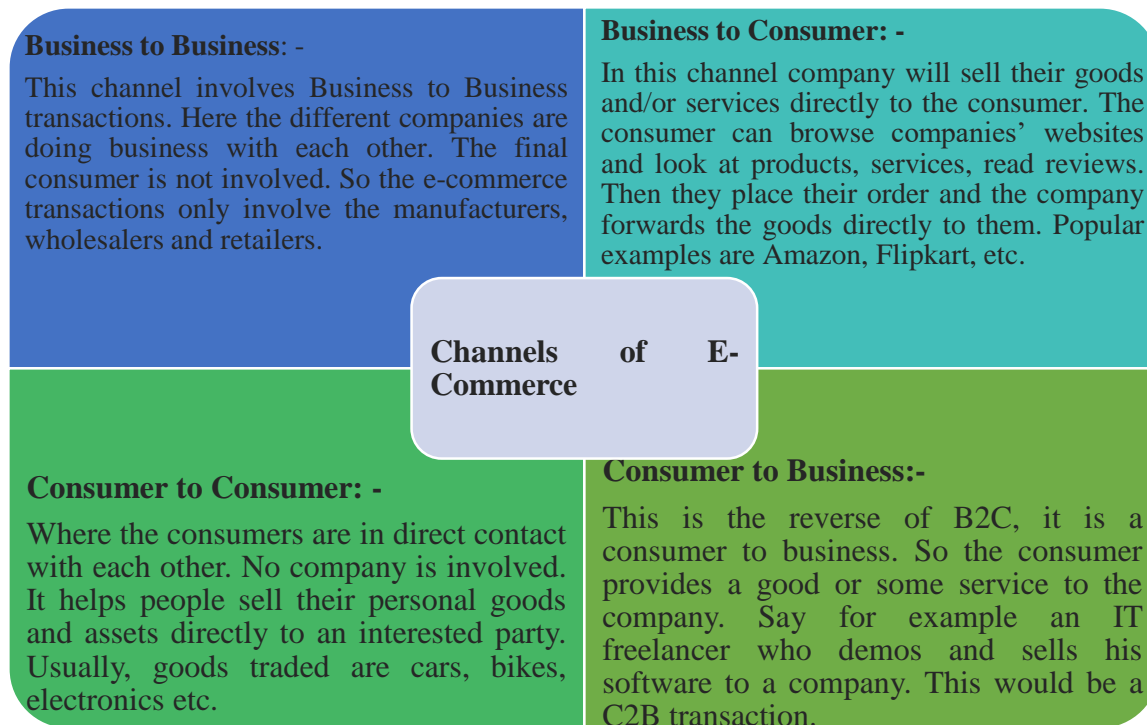 Business to Business: -
This channel involves Business to Business
transactions. Here the different companies are
doing business with each other. The final
consumer is not involved. So the e-commerce
transactions only involve the manufacturers,
wholesalers and retailers.
Business to Consumer: -
In this channel company will sell their goods
and/or services directly to the consumer. The
consumer can browse companies’ websites
and look at products, services, read reviews.
Then they place their order and the company
forwards the goods directly to them. Popular
examples are Amazon, Flipkart, etc.
Channels of E-
Commerce
Consumer to Consumer: -
Where the consumers are in direct contact
with each other. No company is involved.
It helps people sell their personal goods
and assets directly to an interested party.
Usually, goods traded are cars, bikes,
electronics etc.
Consumer to Business:-
This is the reverse of B2C, it is a
consumer to business. So the consumer
provides a good or some service to the
company. Say for example an IT
freelancer who demos and sells his
software to a company. This would be a
C2B transaction.